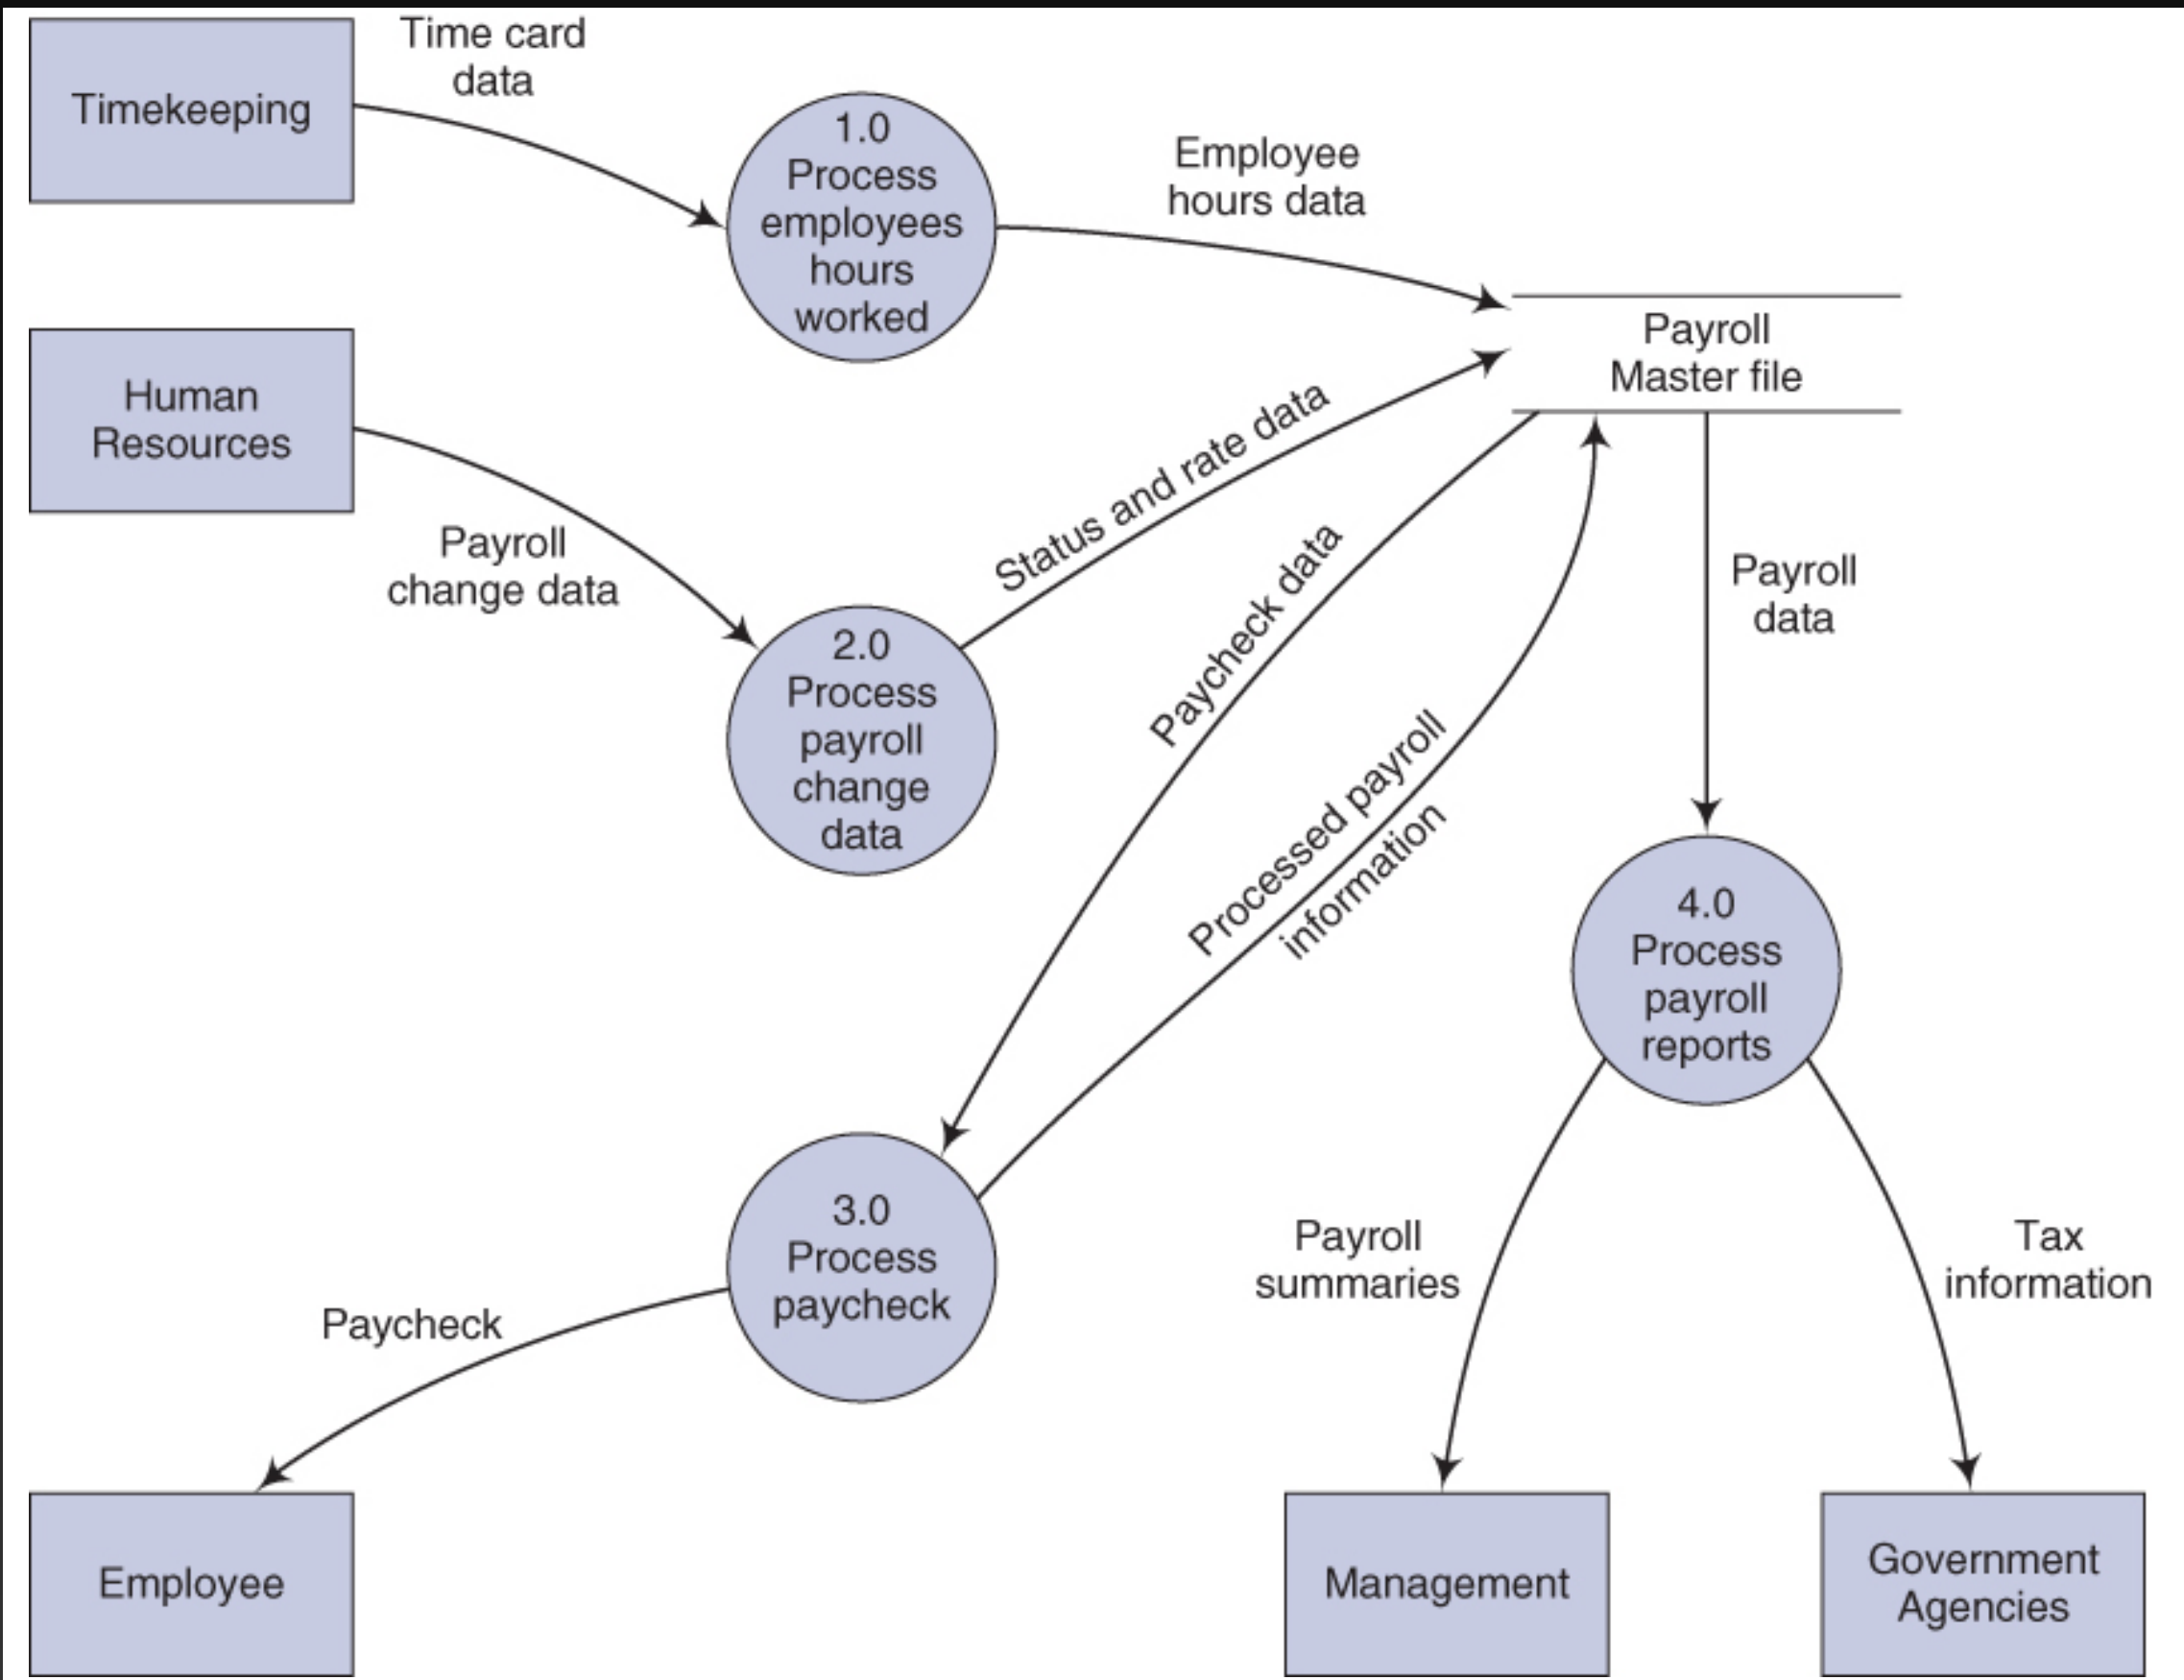 Timekeeping
Time card
data
1.0
Process
employees
hours
worked
Employee
hours data
Payroll
Master file
Human
Resources
Payroll
change data
2.0
Process
payroll
change
data
Status and rate data
Paycheck data
Processed payroll
information
Payroll
data
4.0
Process
payroll
reports
3.0
Process
paycheck
Paycheck
Payroll
summaries
Tax
information
Employee
Management
Government
Agencies